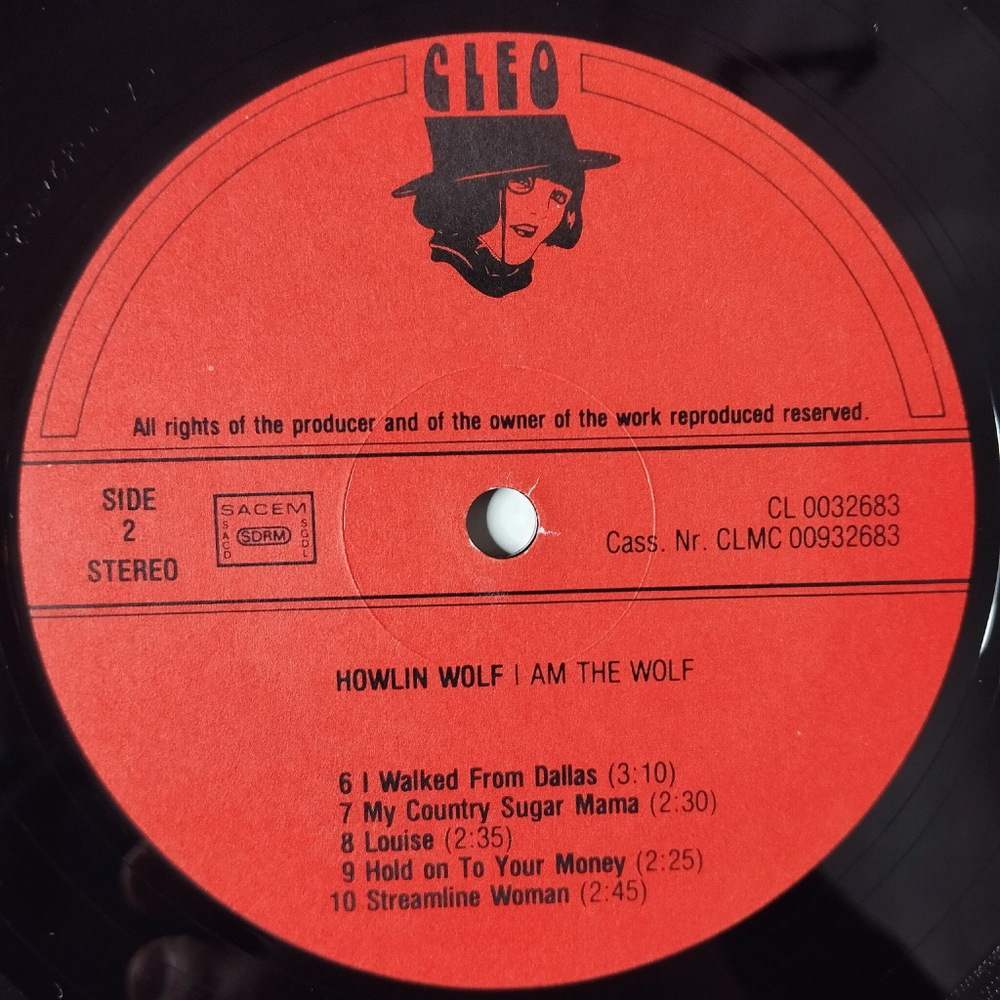 CLEO
All rights of the producer and of the owner of the work reproduced reserved.
SIDE
2
STEREO
SACEM
SACD
SDRM
SGDL
CL 0032683
Cass. Nr. CLMC 00932683
HOWLIN WOLF I AM THE WOLF
6 I Walked From Dallas (3:10)
7 My Country Sugar Mama (2:30)
8 Louise (2:35)
9 Hold on To Your Money (2:25)
10 Streamline Woman (2:45)